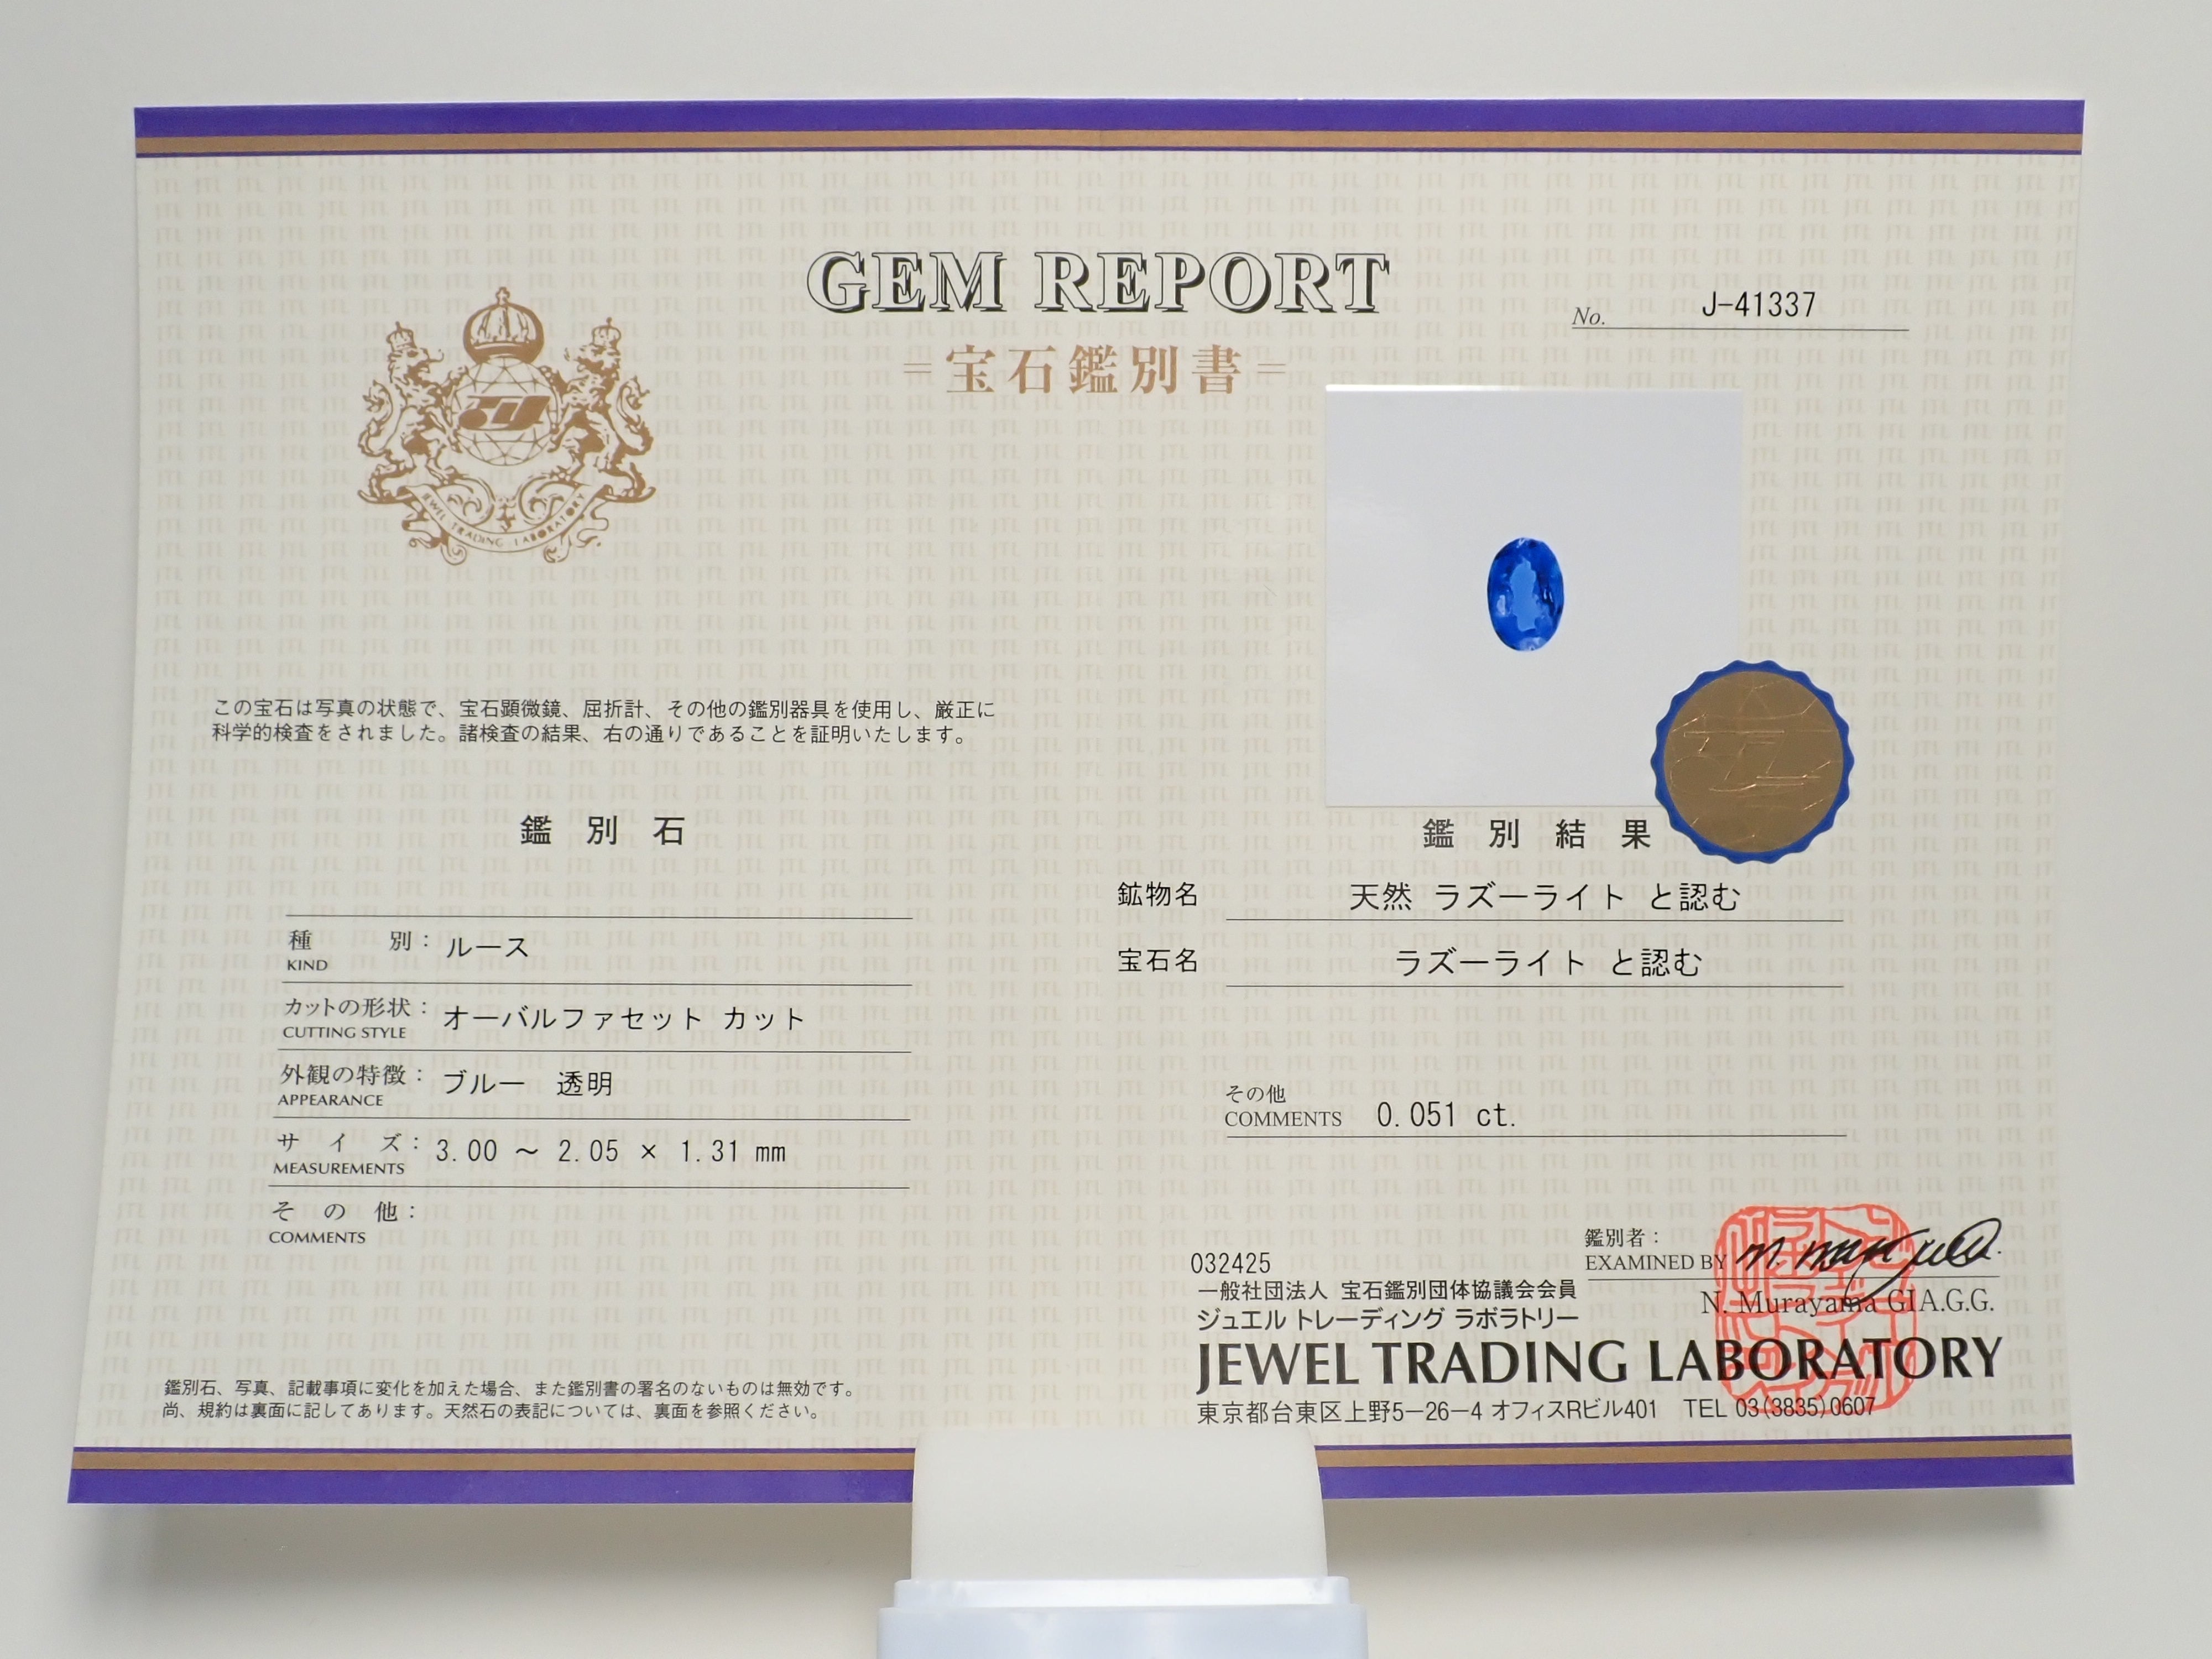 GEM REPORT
=宝石鑑別書=
No. J-41337
TRADING LABORATORY
この宝石は写真の状態で、宝石顕微鏡、屈折計、その他の鑑別器具を使用し、厳正に
科学的検査をされました。諸検査の結果、右の通りであることを証明いたします。
鑑別石
種別: ルース
KIND
カットの形状: オーバルファセット カット
CUTTING STYLE
外観の特徴: ブルー 透明
APPEARANCE
サイズ: 3.00 ～ 2.05 × 1.31 mm
MEASUREMENTS
その他:
COMMENTS
鑑別石、写真、記載事項に変化を加えた場合、また鑑別書の署名のないものは無効です。
尚、規約は裏面に記してあります。天然石の表記については、裏面を参照ください。
鑑別結果
鉱物名 天然 ラズーライト と認む
宝石名 ラズーライト と認む
その他
COMMENTS 0.051 ct.
鑑別者:
EXAMINED BY
N. Murayama GIA.G.G.
032425
一般社団法人 宝石鑑別団体協議会会員
ジュエル トレーディング ラボラトリー
JEWEL TRADING LABORATORY
東京都台東区上野5-26-4 オフィスRビル401 TEL 03(3835)0607